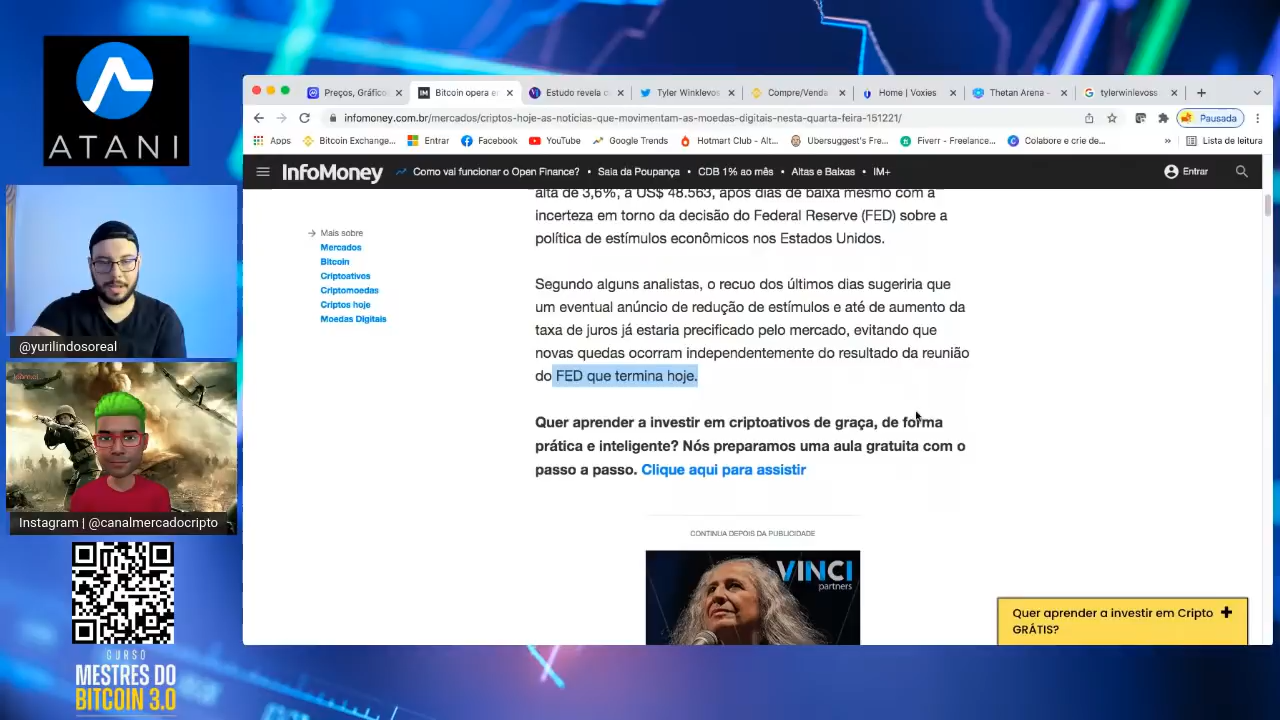 ATANI
@yurilindosoreal
Instagram | @canalmercadocripto
CURSO
MESTRES DO
BITCOIN 3.0
Preços, Gráfico
Bitcoin opera e
Estudo revela c
Tyler Winklevos
Compre/Venda
Home | Voxies
Thetan Arena –
tylerwinlevoss
infomoney.com.br/mercados/criptos-hoje-as-noticias-que-movimentam-as-moedas-digitais-nesta-quarta-feira-151221/
Pausada
Apps
Bitcoin Exchange...
Entrar
Facebook
YouTube
Google Trends
Hotmart Club - Alt...
Ubersuggest's Fre...
Fiverr - Freelance...
Colabore e crie de...
»
Lista de leitura
InfoMoney
Como vai funcionar o Open Finance? • Saia da Poupança • CDB 1% ao mês • Altas e Baixas • IM+
Entrar
Mais sobre
Mercados
Bitcoin
Criptoativos
Criptomoedas
Criptos hoje
Moedas Digitais
alta de 3,6%, a US$ 48.563, após dias de baixa mesmo com a
incerteza em torno da decisão do Federal Reserve (FED) sobre a
política de estímulos econômicos nos Estados Unidos.
Segundo alguns analistas, o recuo dos últimos dias sugeriria que
um eventual anúncio de redução de estímulos e até de aumento da
taxa de juros já estaria precificado pelo mercado, evitando que
novas quedas ocorram independentemente do resultado da reunião
do FED que termina hoje.
Quer aprender a investir em criptoativos de graça, de forma
prática e inteligente? Nós preparamos uma aula gratuita com o
passo a passo. Clique aqui para assistir
CONTINUA DEPOIS DA PUBLICIDADE
VINCI
partners
Quer aprender a investir em Cripto
GRÁTIS?
+